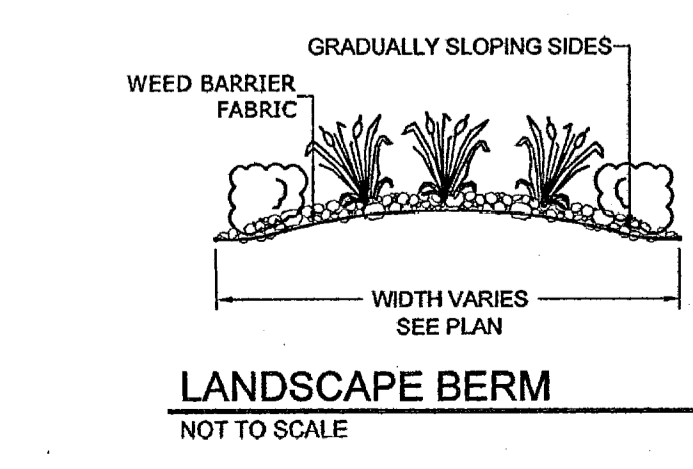 GRADUALLY SLOPING SIDES
WEED BARRIER
FABRIC
WIDTH VARIES
SEE PLAN
LANDSCAPE BERM
NOT TO SCALE